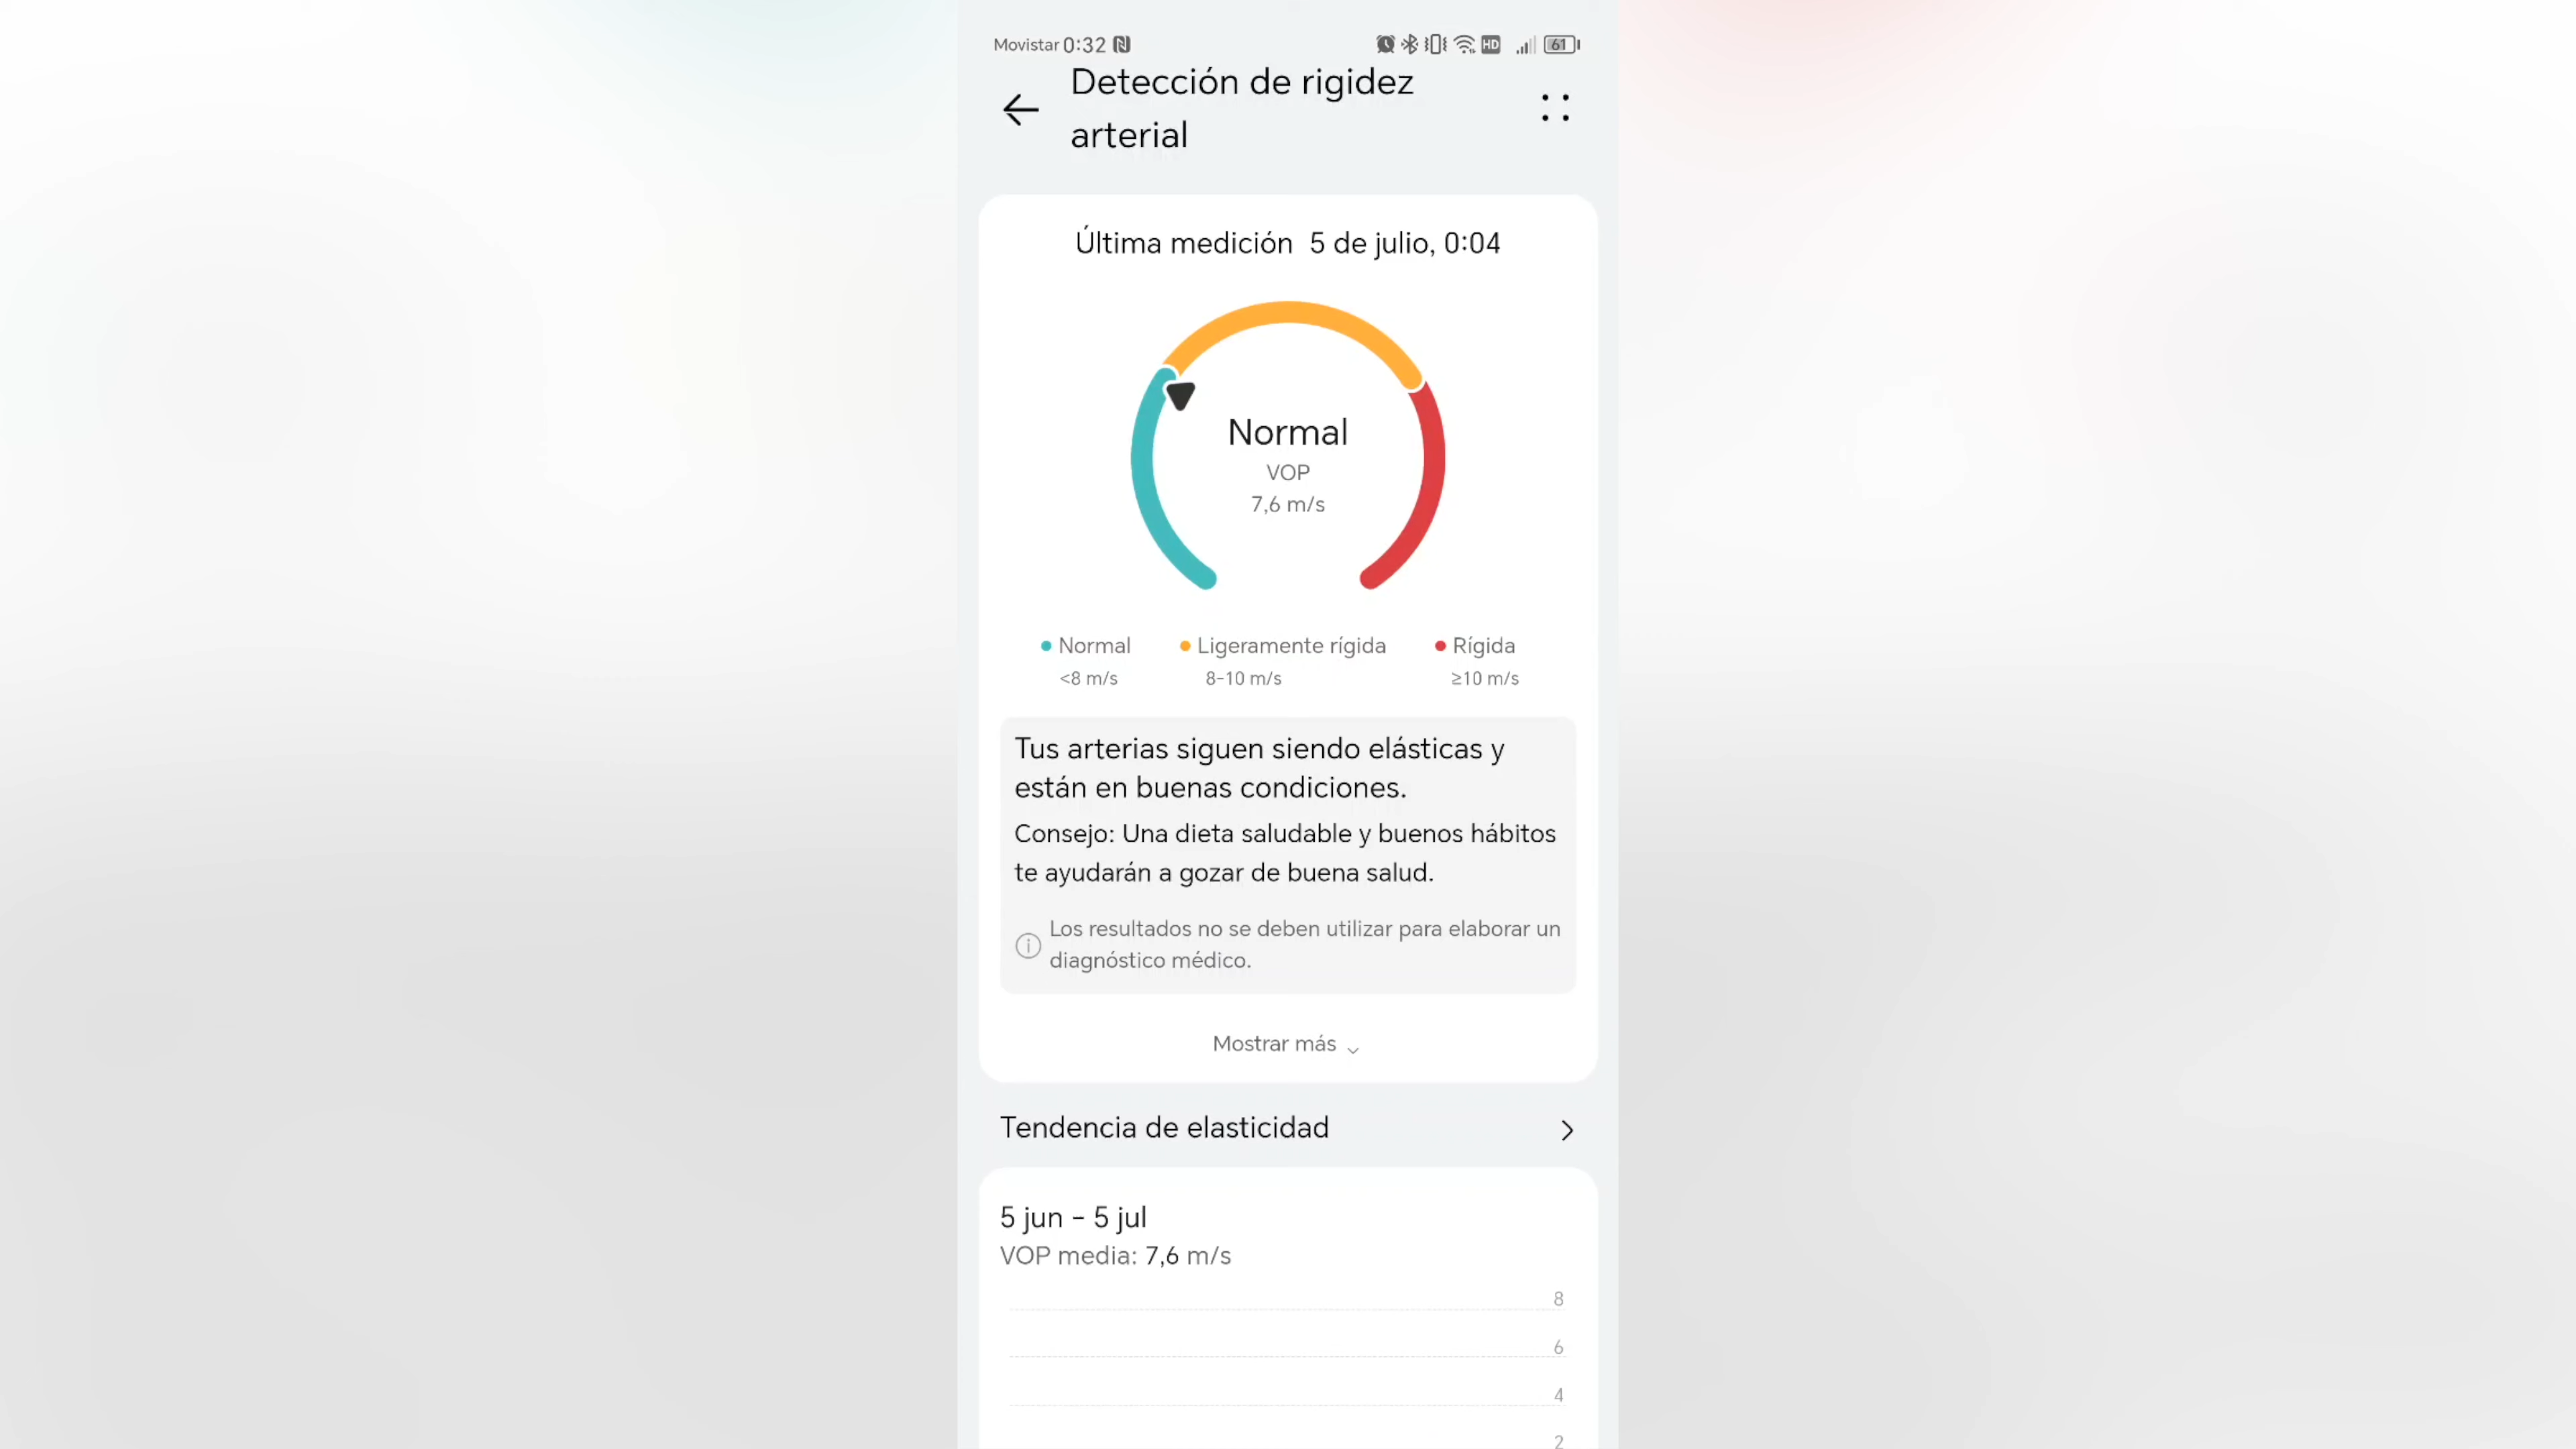 Movistar 0:32 HD 61
Detección de rigidez
arterial
Última medición 5 de julio, 0:04
Normal
VOP
7,6 m/s
Normal Ligeramente rígida Rígida
<8 m/s 8-10 m/s ≥10 m/s
Tus arterias siguen siendo elásticas y
están en buenas condiciones.
Consejo: Una dieta saludable y buenos hábitos
te ayudarán a gozar de buena salud.
Los resultados no se deben utilizar para elaborar un
diagnóstico médico.
Mostrar más
Tendencia de elasticidad
5 jun – 5 jul
VOP media: 7,6 m/s
8
6
4
2